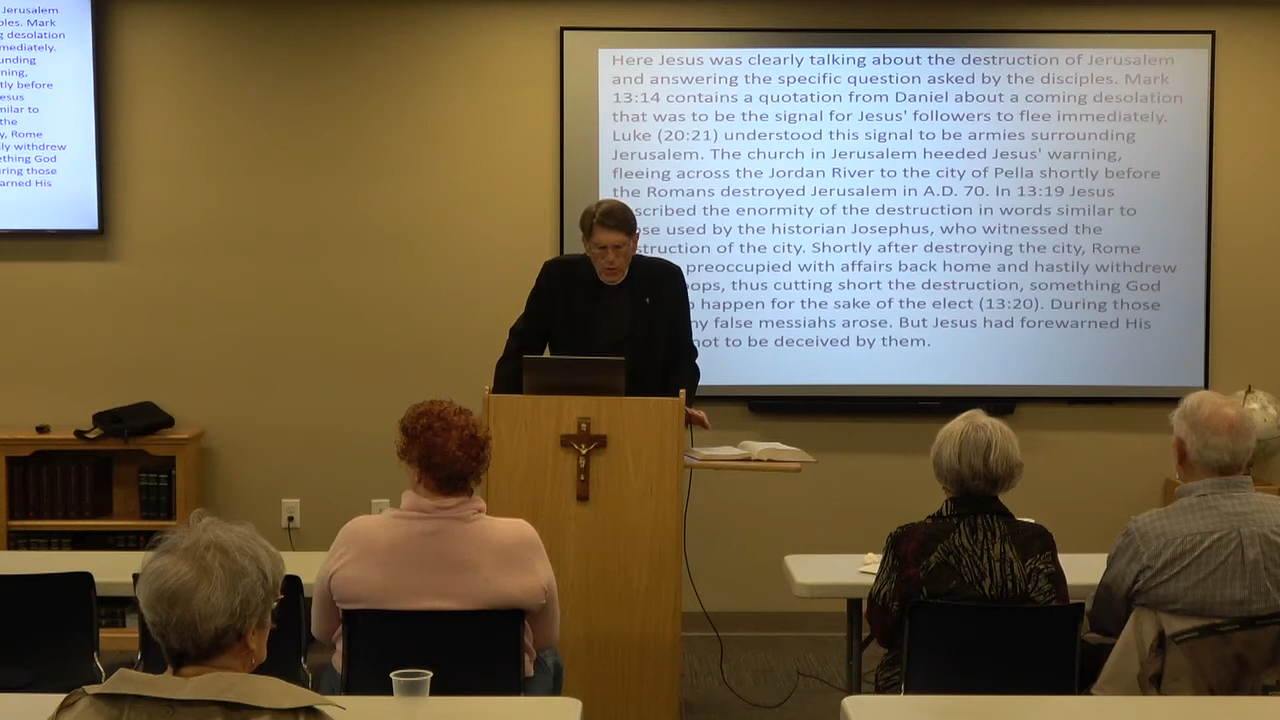 Jerusalem
ples. Mark
g desolation
mediately.
unding
ning,
tly before
esus
milar to
the
y, Rome
ily withdrew
ething God
uring those
arned His
Here Jesus was clearly talking about the destruction of Jerusalem
and answering the specific question asked by the disciples. Mark
13:14 contains a quotation from Daniel about a coming desolation
that was to be the signal for Jesus' followers to flee immediately.
Luke (20:21) understood this signal to be armies surrounding
Jerusalem. The church in Jerusalem heeded Jesus' warning,
fleeing across the Jordan River to the city of Pella shortly before
the Romans destroyed Jerusalem in A.D. 70. In 13:19 Jesus
scribed the enormity of the destruction in words similar to
ose used by the historian Josephus, who witnessed the
struction of the city. Shortly after destroying the city, Rome
preoccupied with affairs back home and hastily withdrew
oops, thus cutting short the destruction, something God
happen for the sake of the elect (13:20). During those
ny false messiahs arose. But Jesus had forewarned His
not to be deceived by them.